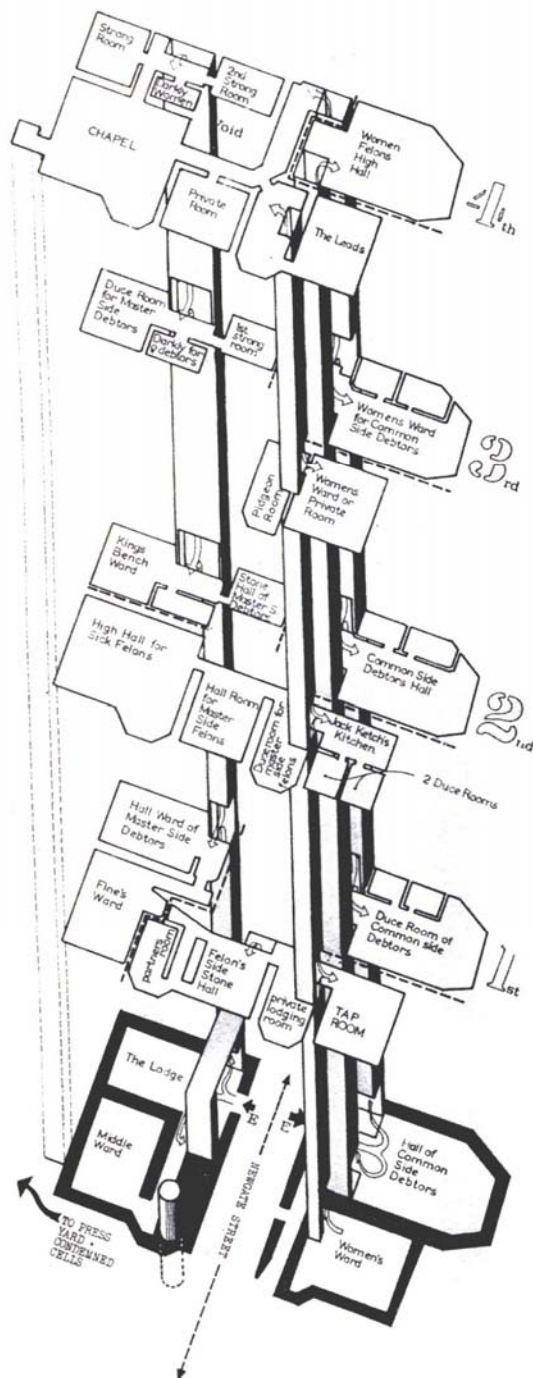 Strong
Room
Darkly
Women
2nd
Strong
Room
Void
CHAPEL
Women
Felons
High
Hall
4th
Private
Room
The Leads
Duce Room
for Master
Side
Debtors
Darkly for
debtors
1st
strong
room
Womens Ward
for Common
Side Debtors
3rd
Pidgeon
Room
Womens
Ward or
Private
Room
Kings
Bench
Ward
Stone
Hall of
Master S.
Debtors
High Hall for
Sick Felons
Common Side
Debtors Hall
2nd
Hall Room
for
Master
Side
Felons
Duceroom for
master
side
felons
Jack Ketch's
Kitchen
2 Duce Rooms
Hall Ward of
Master Side
Debtors
Fine's
Ward
Duce Room of
Common side
Debtors
1st
partners
room
Felon's
Side
Stone
Hall
private
lodging
room
TAP
ROOM
The Lodge
Middle
Ward
E
E
Hall of
Common
Side
Debtors
NEWGATE STREET
Women's
Ward
TO PRESS
YARD +
CONDEMNED
CELLS